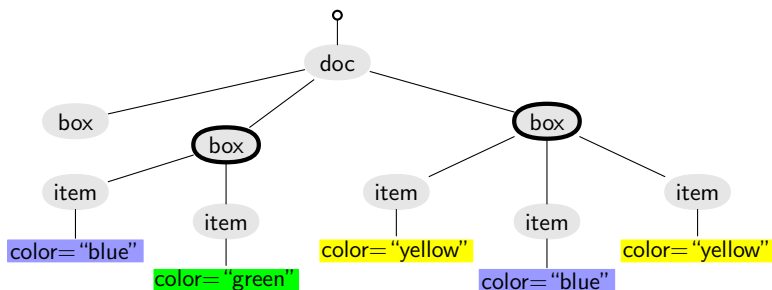 doc
box
box
box
item
item
item
item
item
color=“blue”
color=“green”
color=“yellow”
color=“blue”
color=“yellow”